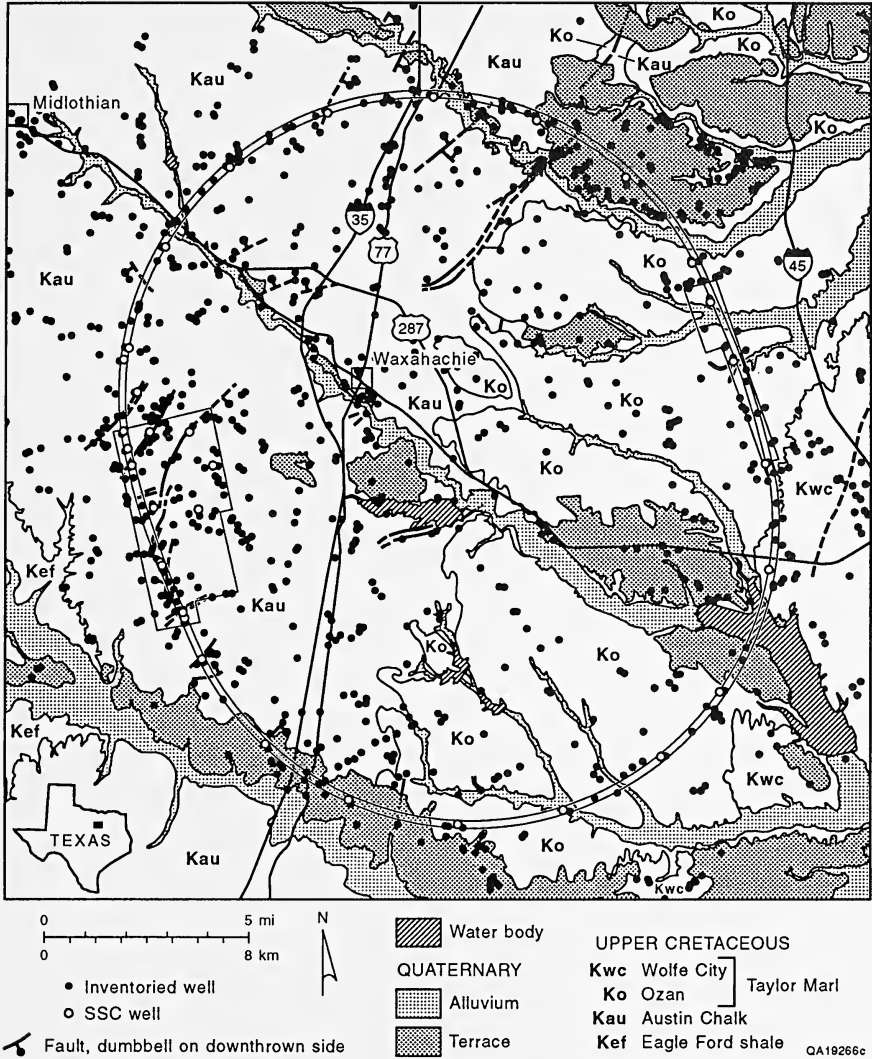 Ko
Ko
Ko
Kau
Kau
Kau
Ko
Midlothian
35
77
Ko
45
Kau
287
Waxahachie
Ko
Kau
Ko
Ko
Kwc
Kef
Kau
Ko
Ko
Kef
Ko
Kwc
TEXAS
Kau
Ko
Kwc
0 5 mi
0 8 km
N
Inventoried well
SSC well
Fault, dumbbell on downthrown side
Water body
QUATERNARY
Alluvium
Terrace
UPPER CRETACEOUS
Kwc Wolfe City
Ko Ozan
Taylor Marl
Kau Austin Chalk
Kef Eagle Ford shale
QA19266c